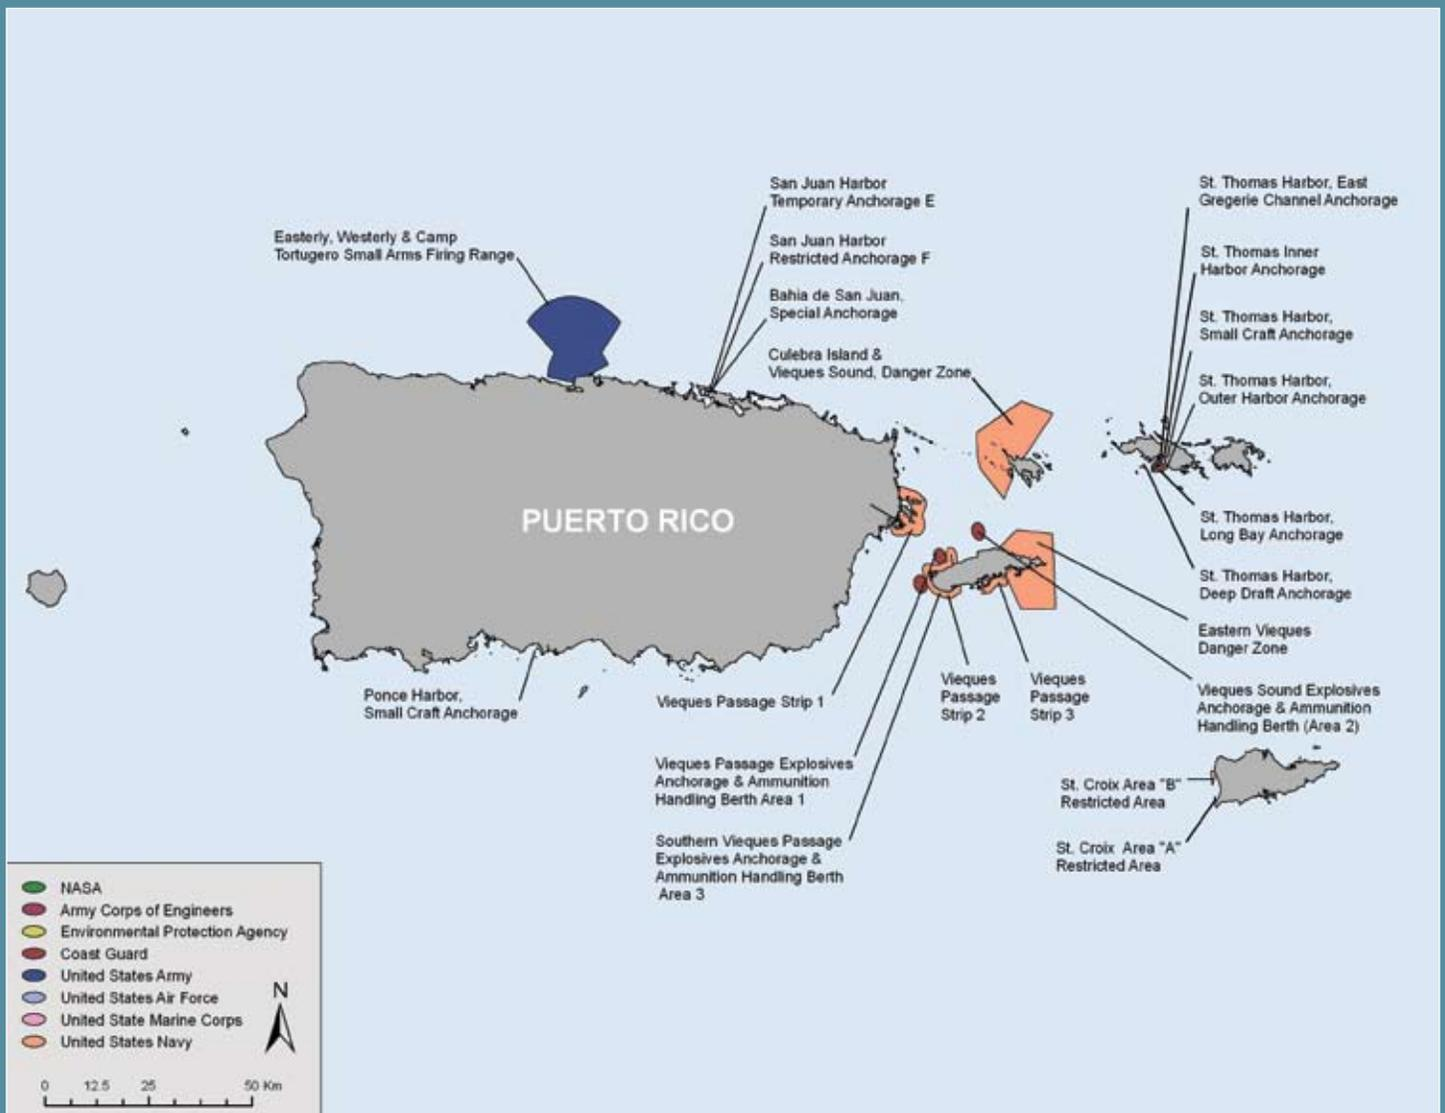 San Juan Harbor
Temporary Anchorage E
St. Thomas Harbor, East
Gregerie Channel Anchorage
Easterly, Westerly & Camp
Tortugero Small Arms Firing Range
San Juan Harbor
Restricted Anchorage F
St. Thomas Inner
Harbor Anchorage
Bahia de San Juan,
Special Anchorage
St. Thomas Harbor,
Small Craft Anchorage
Culebra Island &
Vieques Sound, Danger Zone
St. Thomas Harbor,
Outer Harbor Anchorage
PUERTO RICO
St. Thomas Harbor,
Long Bay Anchorage
St. Thomas Harbor,
Deep Draft Anchorage
Eastern Vieques
Danger Zone
Ponce Harbor,
Small Craft Anchorage
Vieques Passage Strip 1
Vieques
Passage
Strip 2
Vieques
Passage
Strip 3
Vieques Sound Explosives
Anchorage & Ammunition
Handling Berth (Area 2)
Vieques Passage Explosives
Anchorage & Ammunition
Handling Berth Area 1
St. Croix Area "B"
Restricted Area
Southern Vieques Passage
Explosives Anchorage &
Ammunition Handling Berth
Area 3
St. Croix Area "A"
Restricted Area
NASA
Army Corps of Engineers
Environmental Protection Agency
Coast Guard
United States Army
United States Air Force
United State Marine Corps
United States Navy
N
0 12.5 25 50 Km